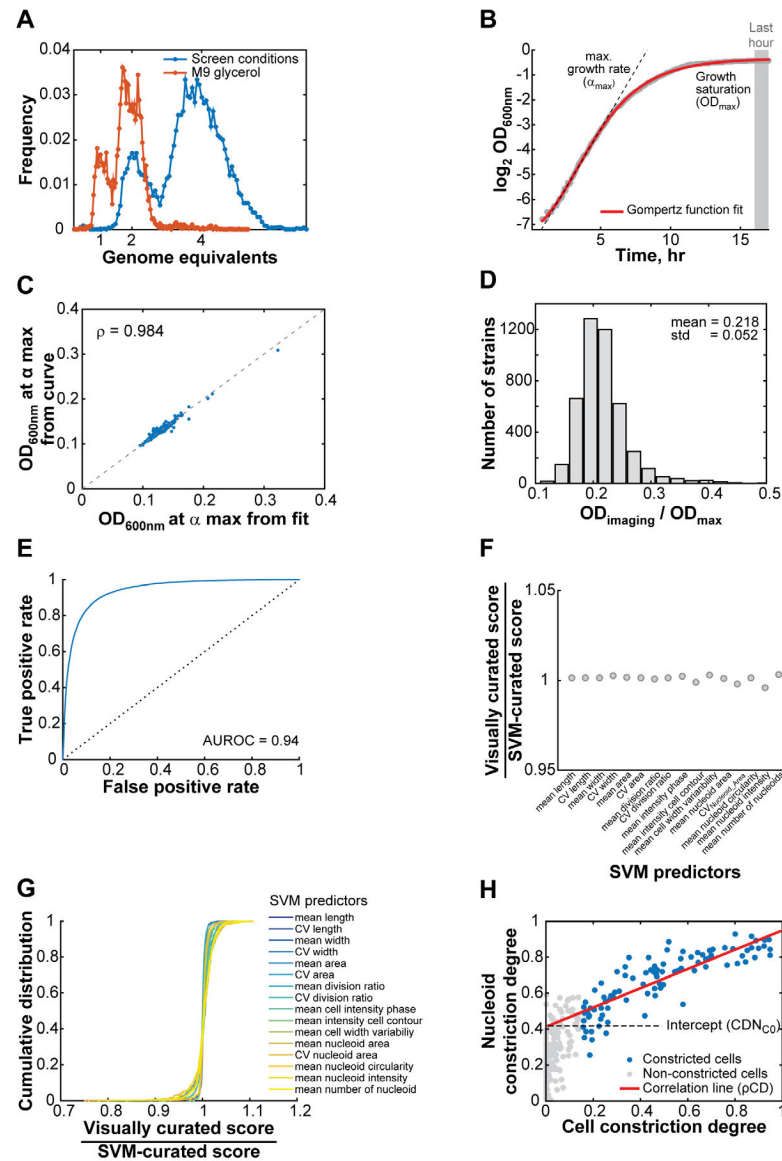 A
Frequency
0.04
0.03
0.02
0.01
0
Screen conditions
M9 glycerol
1 2 4
Genome equivalents
B
Last
hour
log2 OD600nm
0
-1
-2
-3
-4
-5
-6
-7
max.
growth rate
(αmax)
Growth
saturation
(ODmax)
Gompertz function fit
5 10 15
Time, hr
C
OD600nm at α max
from curve
ρ = 0.984
0.4
0.3
0.2
0.1
0
0 0.1 0.2 0.3 0.4
OD600nm at α max from fit
D
Number of strains
1200
900
600
300
0
mean = 0.218
std = 0.052
0.1 0.2 0.3 0.4 0.5
ODimaging / ODmax
E
True positive rate
1
0.8
0.6
0.4
0.2
0
AUROC = 0.94
0 0.2 0.4 0.6 0.8 1
False positive rate
F
Visually curated score
SVM-curated score
1.05
1
0.95
mean length
CV length
mean width
CV width
mean area
CV area
mean division ratio
CV division ratio
mean intensity phase
mean intensity cell contour
mean cell width variability
mean nucleoid area
CVNucleoid_Area
mean nucleoid circularity
mean nucleoid intensity
mean number of nucleoids
SVM predictors
G
Cumulative distribution
1
0.8
0.6
0.4
0.2
0
0.7 0.8 0.9 1 1.1 1.2
Visually curated score
SVM-curated score
SVM predictors
mean length
CV length
mean width
CV width
mean area
CV area
mean division ratio
CV division ratio
mean cell intensity phase
mean intensity cell contour
mean cell width variabiliy
mean nucleoid area
CV nucleoid area
mean nucleoid circularity
mean nucleoid intensity
mean number of nucleoid
H
Nucleoid
constriction degree
1
0.8
0.6
0.4
0.2
0
Intercept (CDNC0)
Constricted cells
Non-constricted cells
Correlation line (ρCD)
0 0.2 0.4 0.6 0.8 1
Cell constriction degree